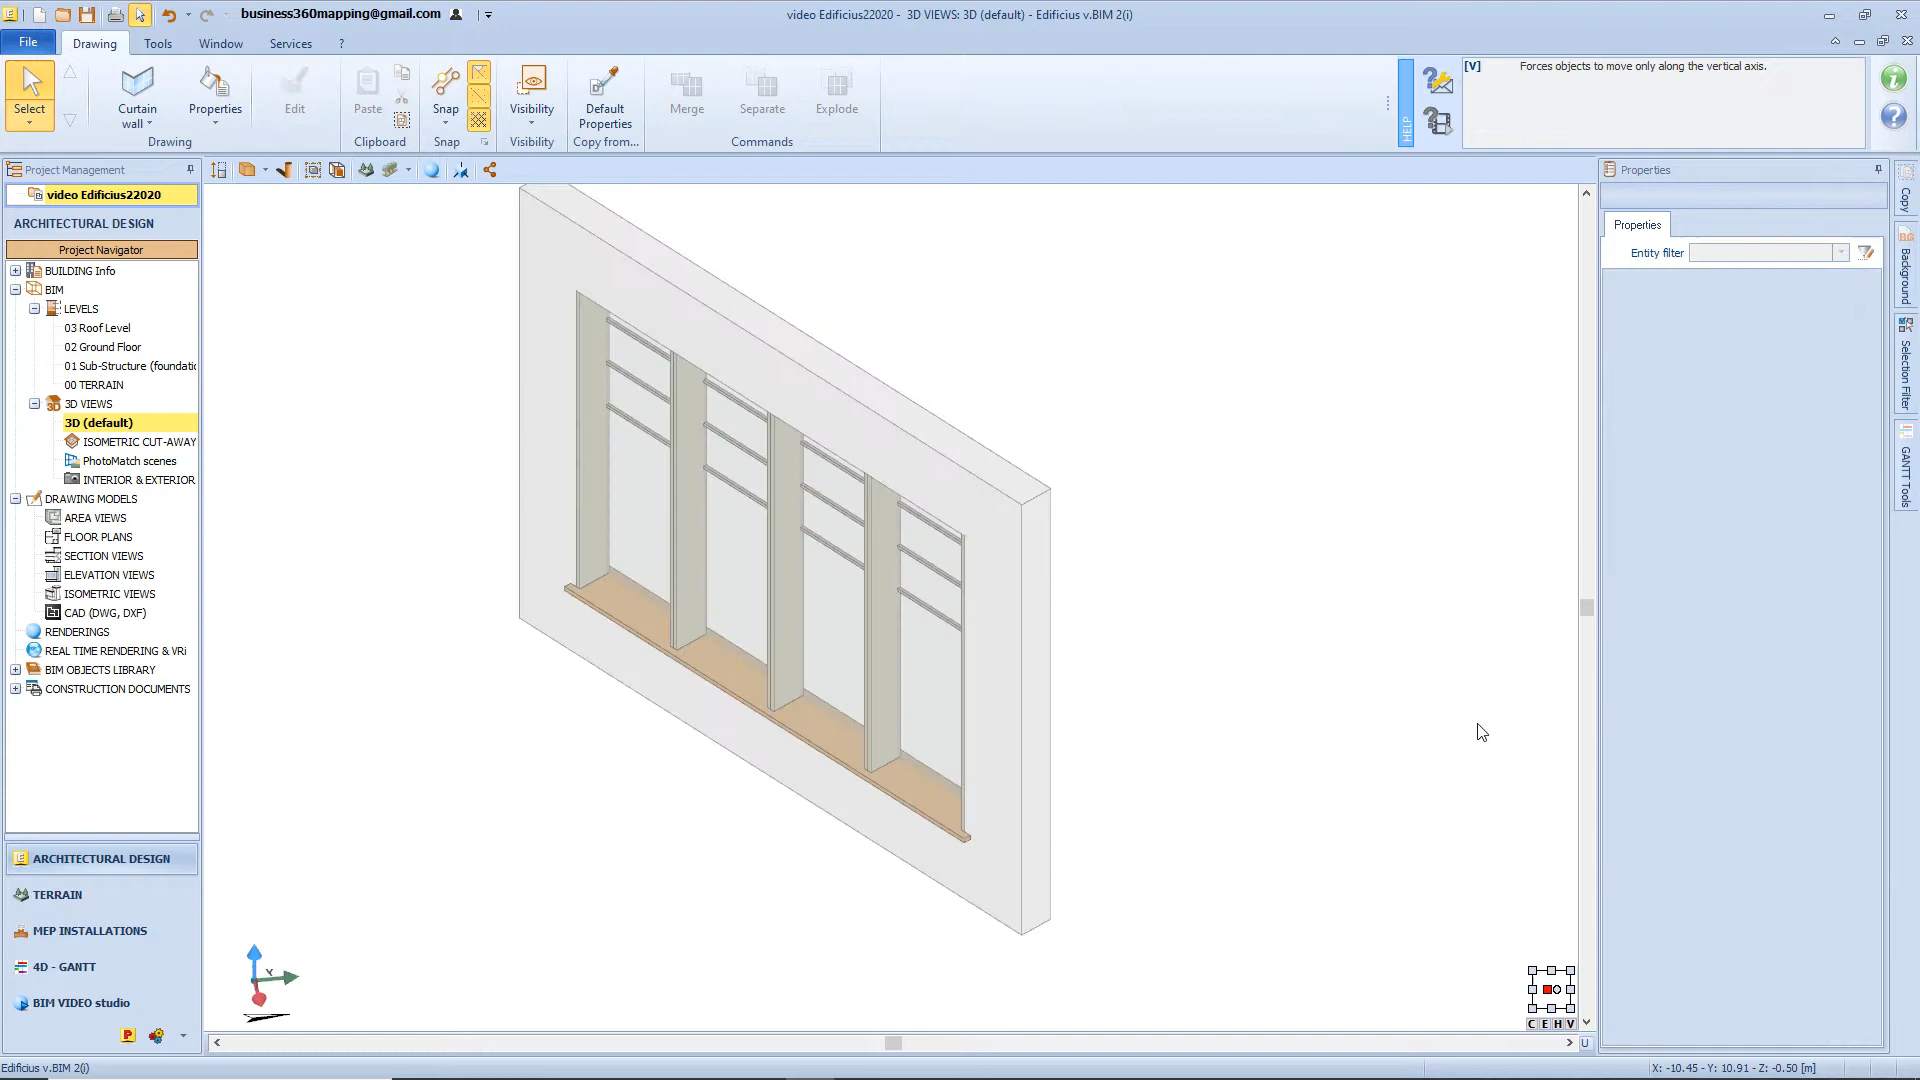 business360mapping@gmail.com
video Edificius22020 - 3D VIEWS: 3D (default) - Edificius v.BIM 2(i)
File
Drawing
Tools
Window
Services
?
Select
Curtain wall
Properties
Edit
Paste
Snap
Visibility
Default Properties
Merge
Separate
Explode
Drawing
Clipboard
Snap
Visibility
Copy from...
Commands
HELP
[V] Forces objects to move only along the vertical axis.
Project Management
video Edificius22020
ARCHITECTURAL DESIGN
Project Navigator
BUILDING Info
BIM
LEVELS
03 Roof Level
02 Ground Floor
01 Sub-Structure (foundatic
00 TERRAIN
3D VIEWS
3D (default)
ISOMETRIC CUT-AWAY
PhotoMatch scenes
INTERIOR & EXTERIOR
DRAWING MODELS
AREA VIEWS
FLOOR PLANS
SECTION VIEWS
ELEVATION VIEWS
ISOMETRIC VIEWS
CAD (DWG, DXF)
RENDERINGS
REAL TIME RENDERING & VRi
BIM OBJECTS LIBRARY
CONSTRUCTION DOCUMENTS
ARCHITECTURAL DESIGN
TERRAIN
MEP INSTALLATIONS
4D - GANTT
BIM VIDEO studio
P
Y
C E H V
U
Properties
Properties
Entity filter
Copy
BG
Background
Selection Filter
GANTT Tools
Edificius v.BIM 2(i)
X: -10.45 - Y: 10.91 - Z: -0.50 [m]